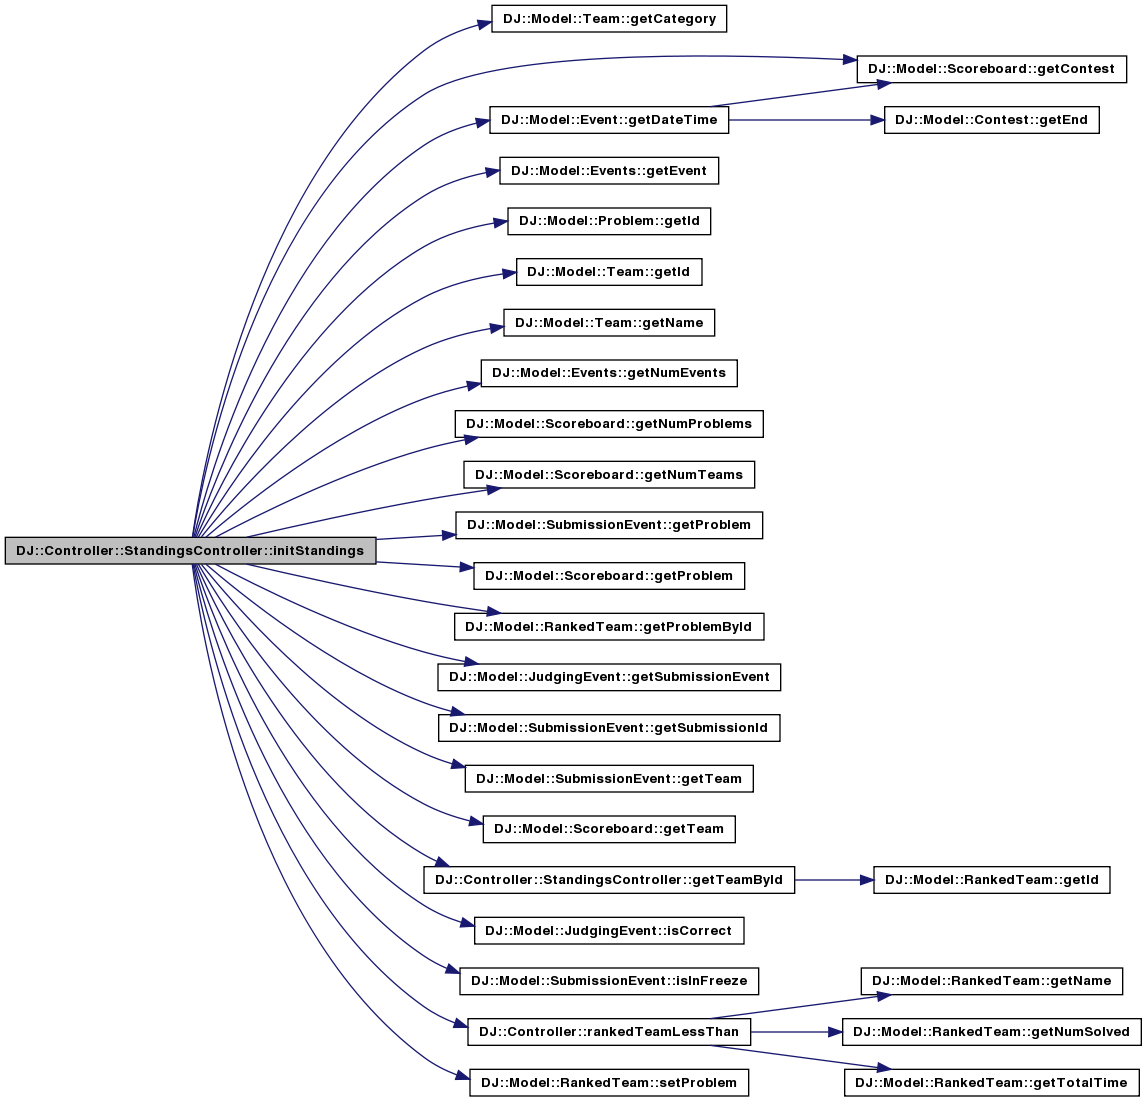 DJ::Model::Team::getCategory
DJ::Model::Scoreboard::getContest
DJ::Model::Event::getDateTime
DJ::Model::Contest::getEnd
DJ::Model::Events::getEvent
DJ::Model::Problem::getId
DJ::Model::Team::getId
DJ::Model::Team::getName
DJ::Model::Events::getNumEvents
DJ::Model::Scoreboard::getNumProblems
DJ::Model::Scoreboard::getNumTeams
DJ::Model::SubmissionEvent::getProblem
DJ::Controller::StandingsController::initStandings
DJ::Model::Scoreboard::getProblem
DJ::Model::RankedTeam::getProblemById
DJ::Model::JudgingEvent::getSubmissionEvent
DJ::Model::SubmissionEvent::getSubmissionId
DJ::Model::SubmissionEvent::getTeam
DJ::Model::Scoreboard::getTeam
DJ::Controller::StandingsController::getTeamById
DJ::Model::RankedTeam::getId
DJ::Model::JudgingEvent::isCorrect
DJ::Model::SubmissionEvent::isInFreeze
DJ::Model::RankedTeam::getName
DJ::Controller::rankedTeamLessThan
DJ::Model::RankedTeam::getNumSolved
DJ::Model::RankedTeam::setProblem
DJ::Model::RankedTeam::getTotalTime